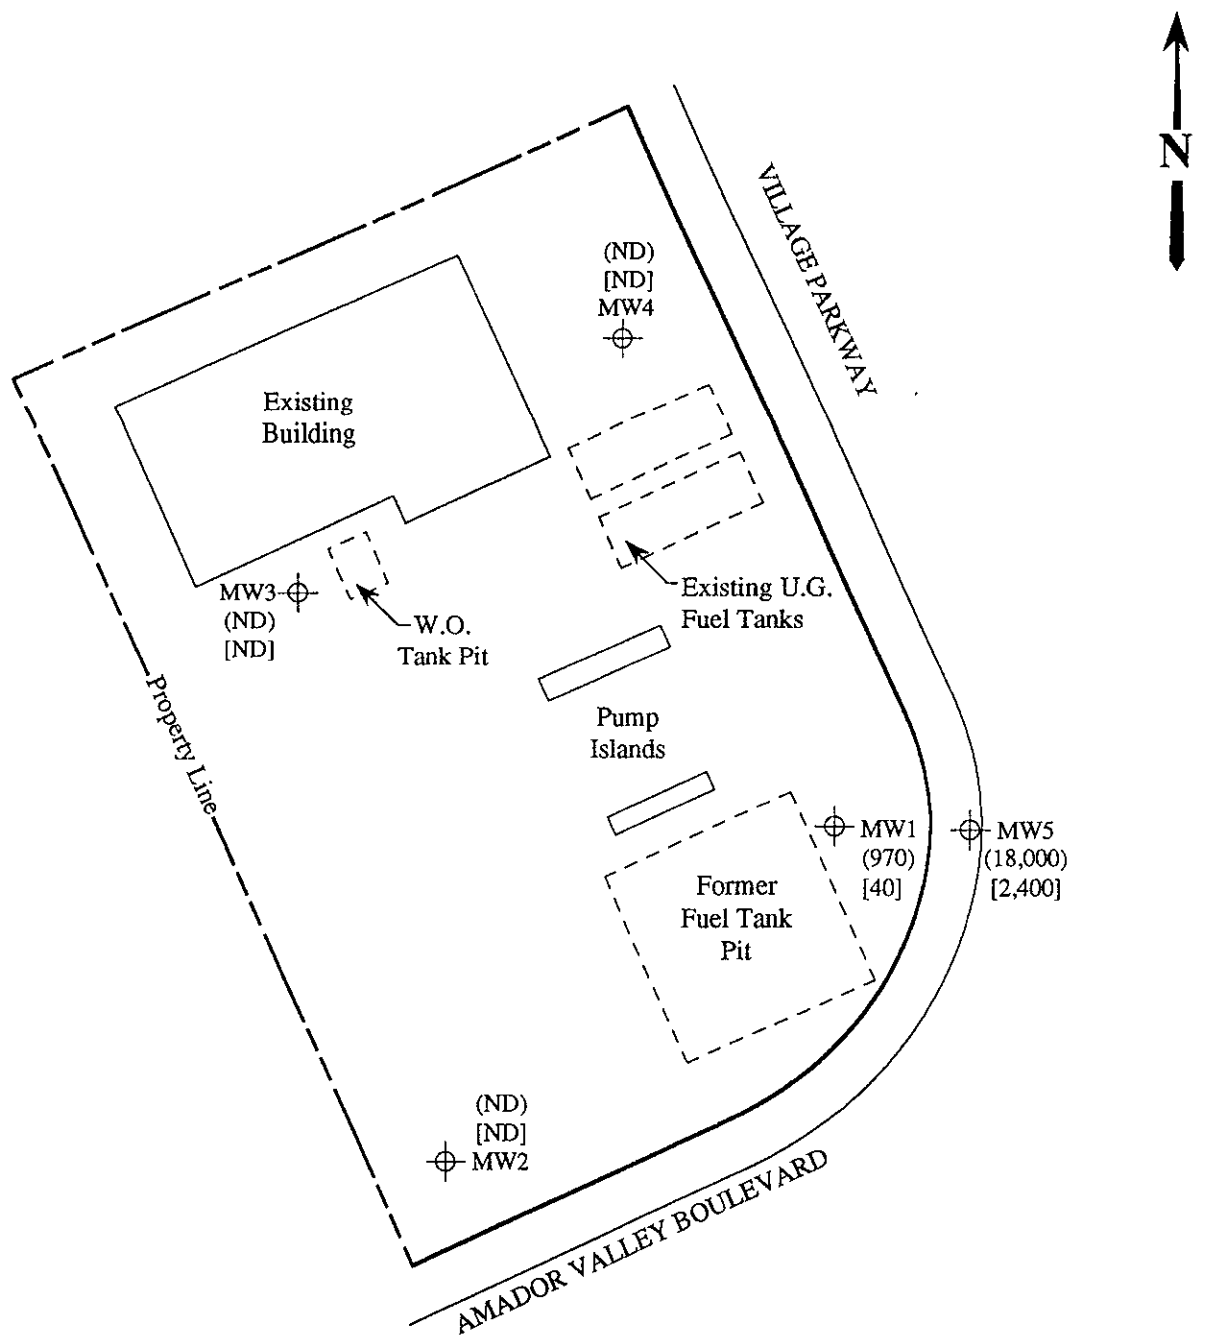 N
VILLAGE PARKWAY
(ND)
[ND]
MW4
Existing
Building
MW3
(ND)
[ND]
W.O.
Tank Pit
Existing U.G.
Fuel Tanks
Property Line
Pump
Islands
MW1
(970)
[40]
MW5
(18,000)
[2,400]
Former
Fuel Tank
Pit
(ND)
[ND]
MW2
AMADOR VALLEY BOULEVARD